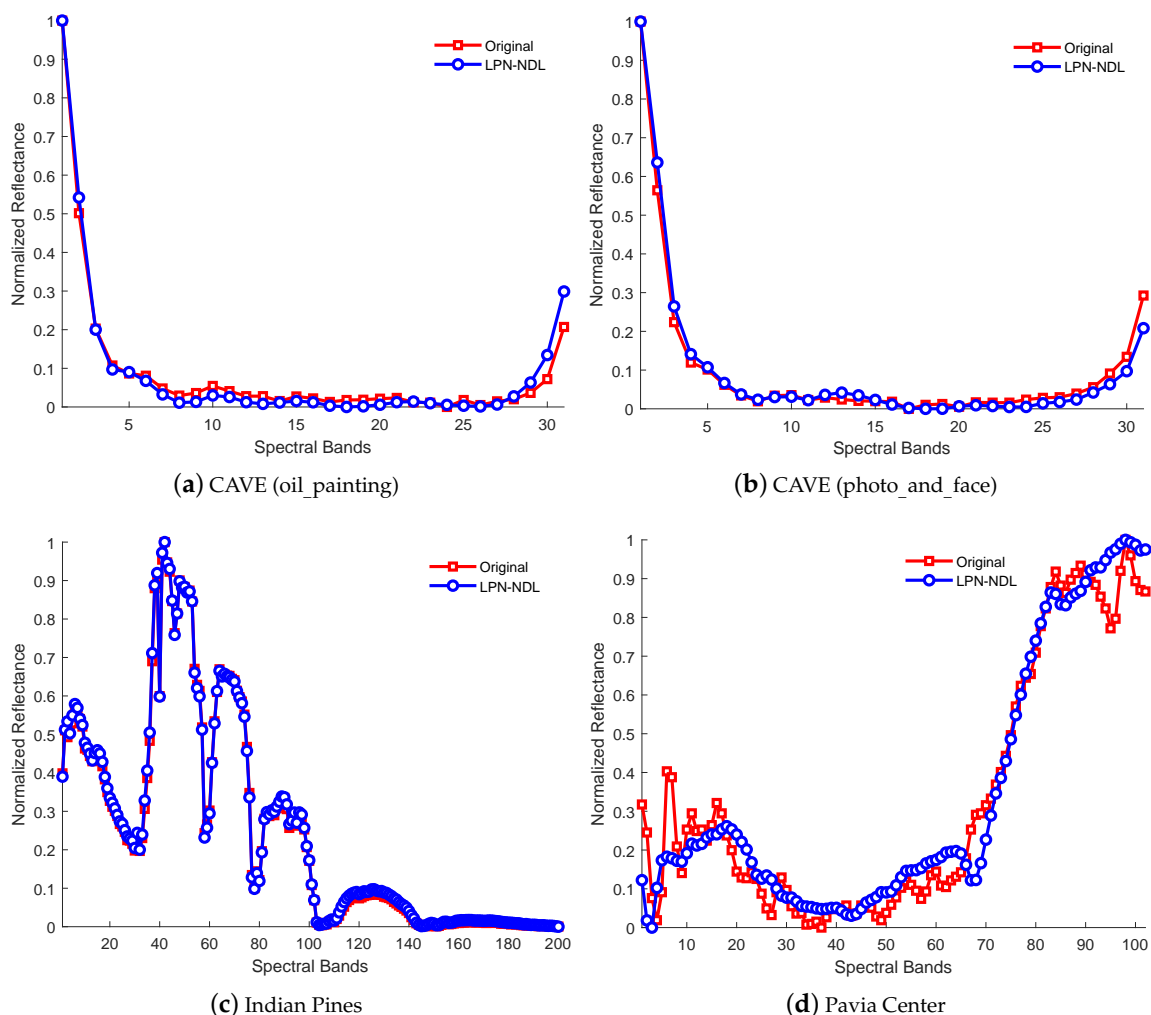 1
0.9
0.8
0.7
0.6
0.5
0.4
0.3
0.2
0.1
0
Normalized Reflectance
5 10 15 20 25 30
Spectral Bands
Original
LPN-NDL
(a) CAVE (oil_painting)
1
0.9
0.8
0.7
0.6
0.5
0.4
0.3
0.2
0.1
0
Normalized Reflectance
5 10 15 20 25 30
Spectral Bands
Original
LPN-NDL
(b) CAVE (photo_and_face)
1
0.9
0.8
0.7
0.6
0.5
0.4
0.3
0.2
0.1
0
Normalized Reflectance
20 40 60 80 100 120 140 160 180 200
Spectral Bands
Original
LPN-NDL
(c) Indian Pines
1
0.9
0.8
0.7
0.6
0.5
0.4
0.3
0.2
0.1
0
Normalized Reflectance
10 20 30 40 50 60 70 80 90 100
Spectral Bands
Original
LPN-NDL
(d) Pavia Center